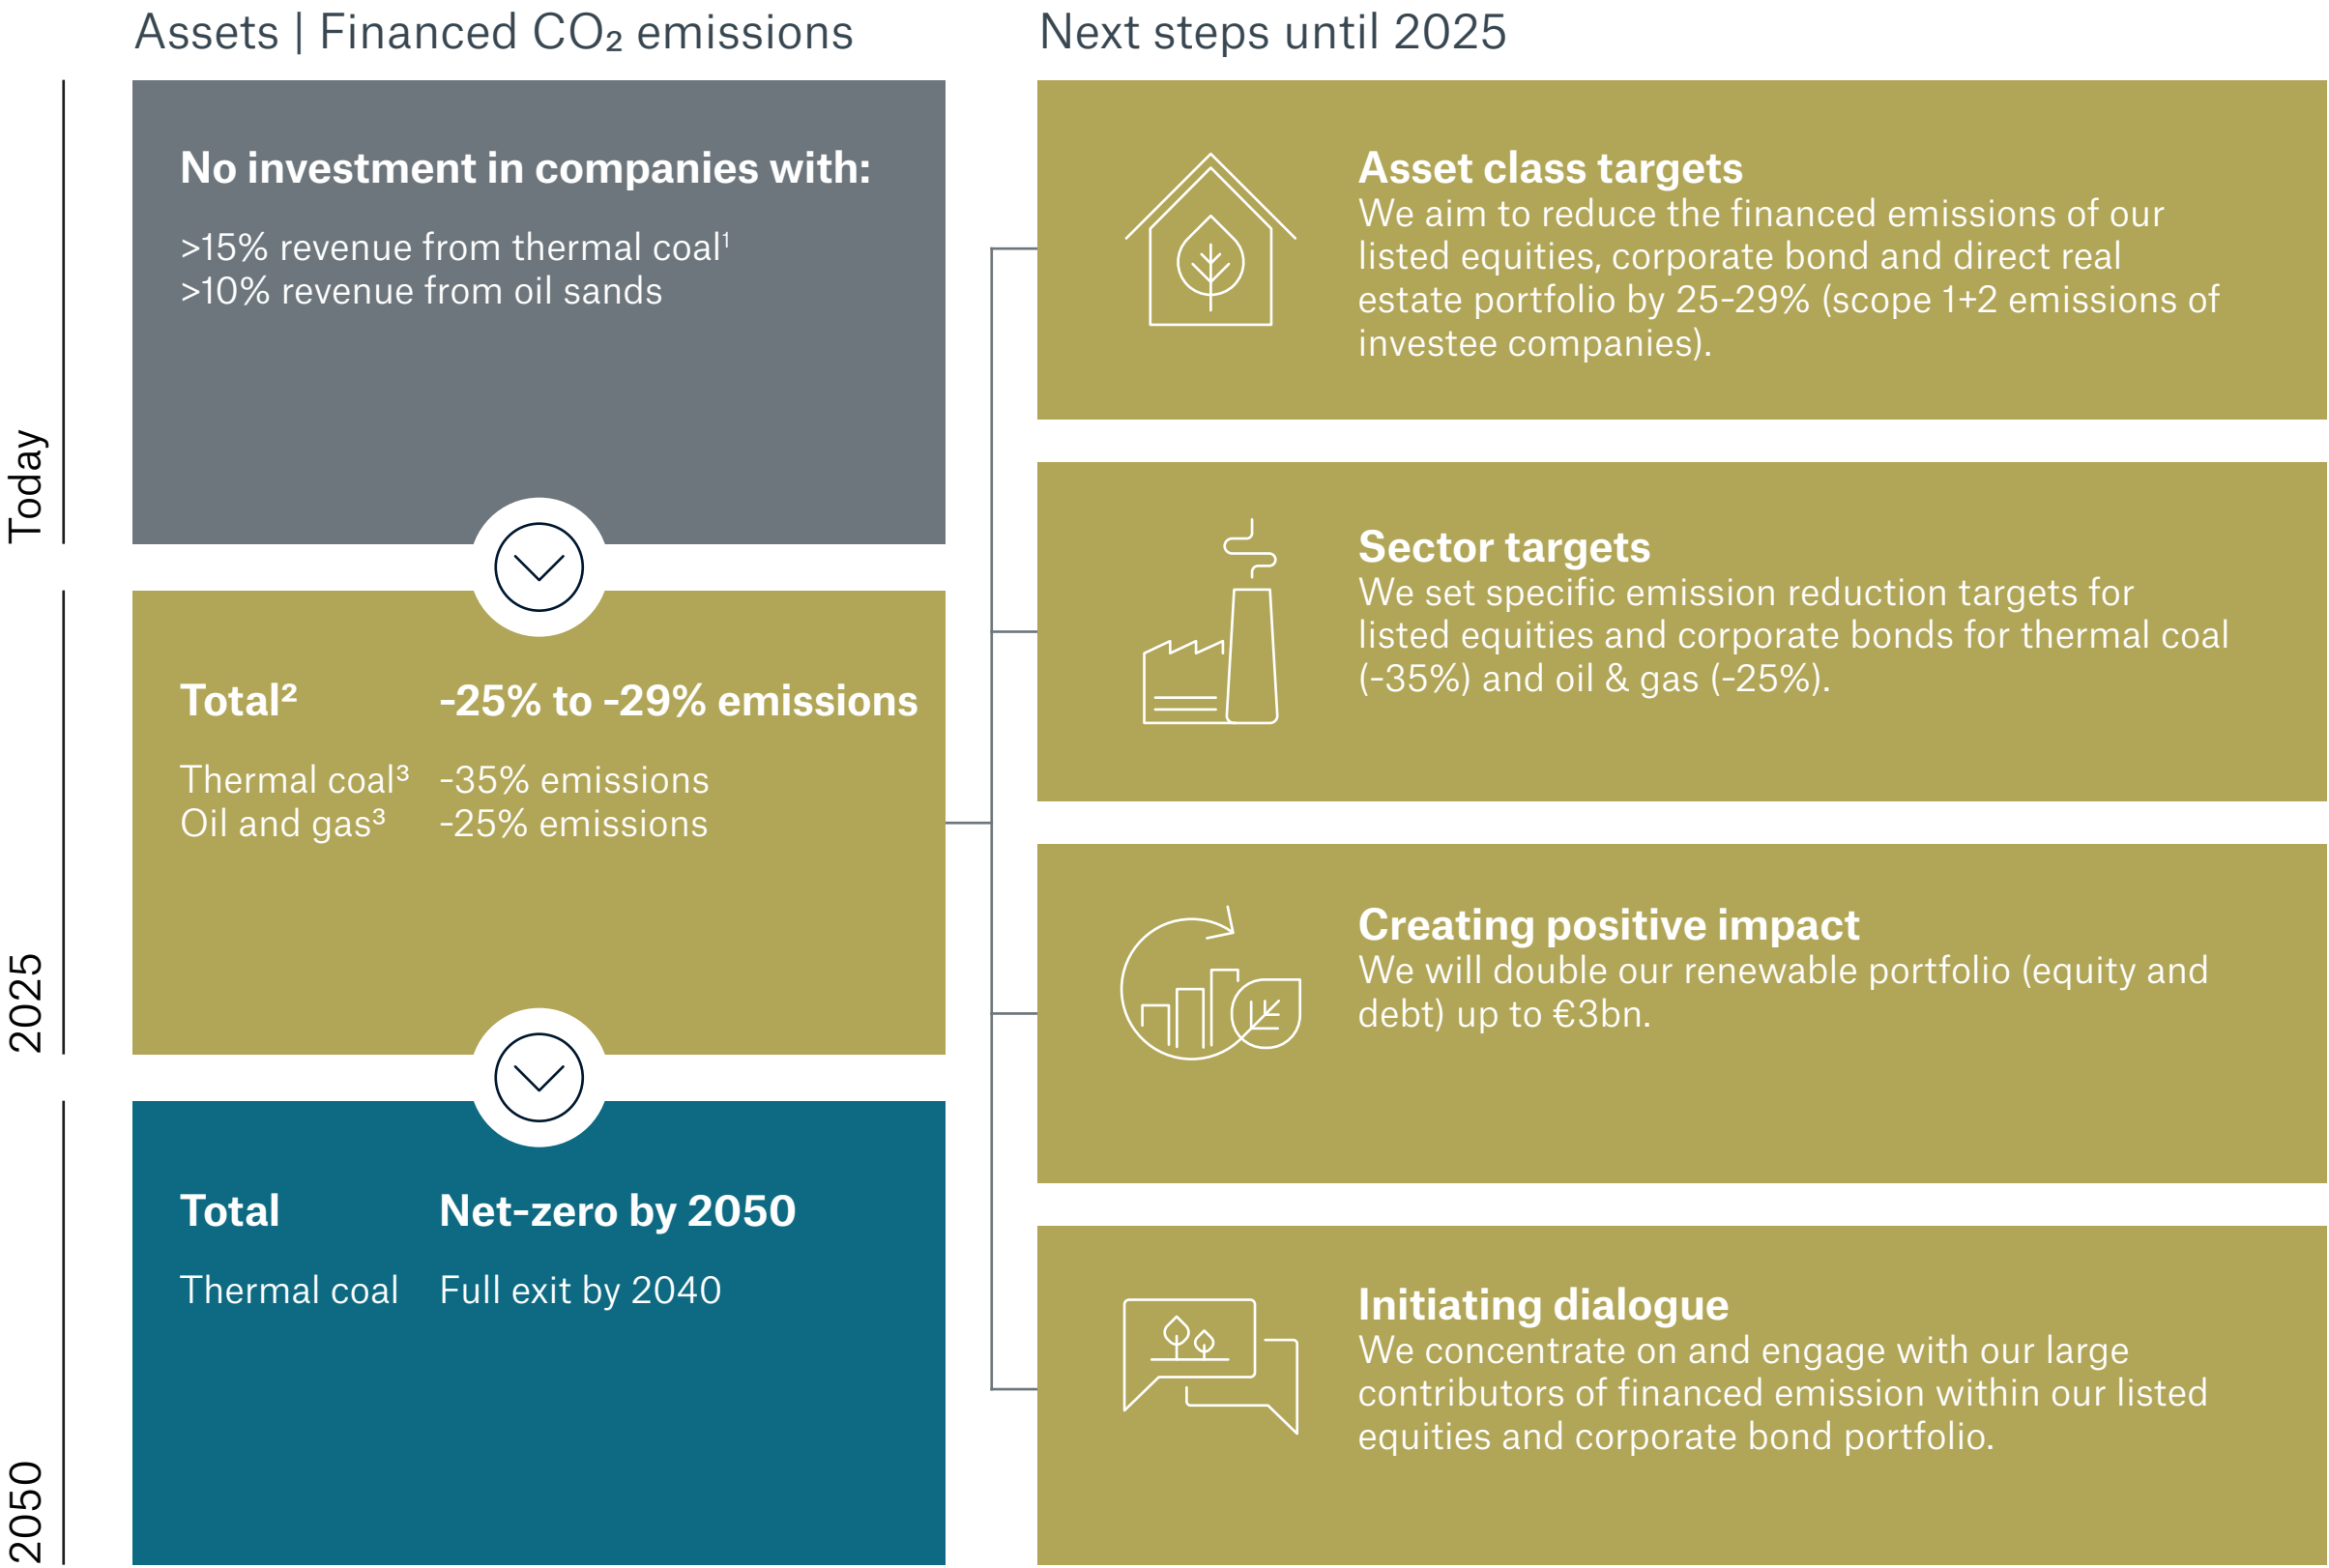 Assets | Financed CO₂ emissions
Today
No investment in companies with:
>15% revenue from thermal coal¹
>10% revenue from oil sands
2025
Total² -25% to -29% emissions
Thermal coal³ -35% emissions
Oil and gas³ -25% emissions
2050
Total Net-zero by 2050
Thermal coal Full exit by 2040
Next steps until 2025
Asset class targets
We aim to reduce the financed emissions of our
listed equities, corporate bond and direct real
estate portfolio by 25-29% (scope 1+2 emissions of
investee companies).
Sector targets
We set specific emission reduction targets for
listed equities and corporate bonds for thermal coal
(-35%) and oil & gas (-25%).
Creating positive impact
We will double our renewable portfolio (equity and
debt) up to €3bn.
Initiating dialogue
We concentrate on and engage with our large
contributors of financed emission within our listed
equities and corporate bond portfolio.